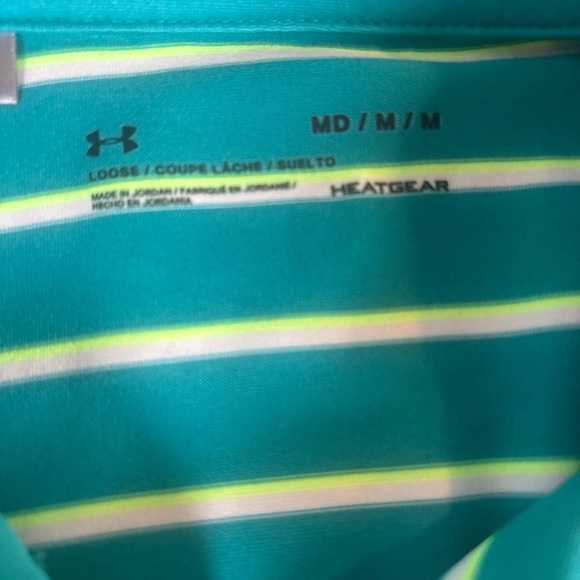 MD / M / M
LOOSE / COUPE LÂCHE / SUELTO
MADE IN JORDAN / FABRIQUÉ EN JORDANIE /
HECHO EN JORDANIA
HEATGEAR